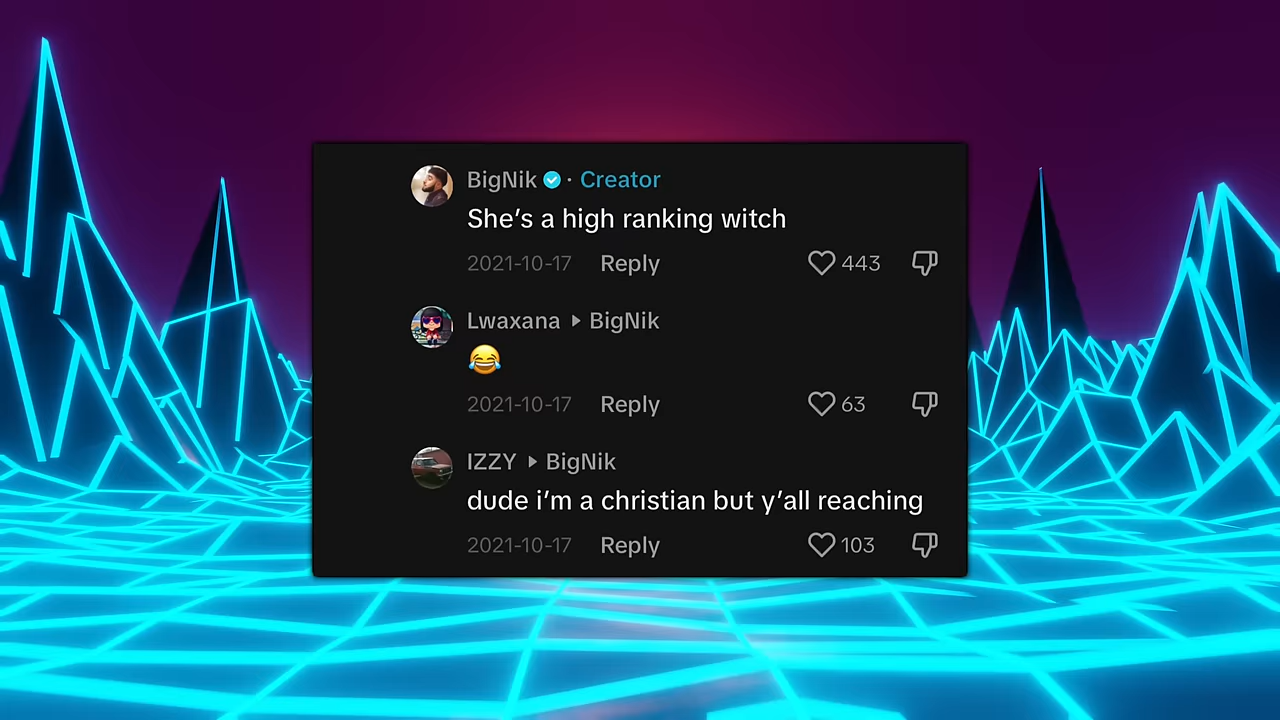 BigNik · Creator
She’s a high ranking witch
2021-10-17 Reply 443
Lwaxana ▸ BigNik
😂
2021-10-17 Reply 63
IZZY ▸ BigNik
dude i’m a christian but y’all reaching
2021-10-17 Reply 103